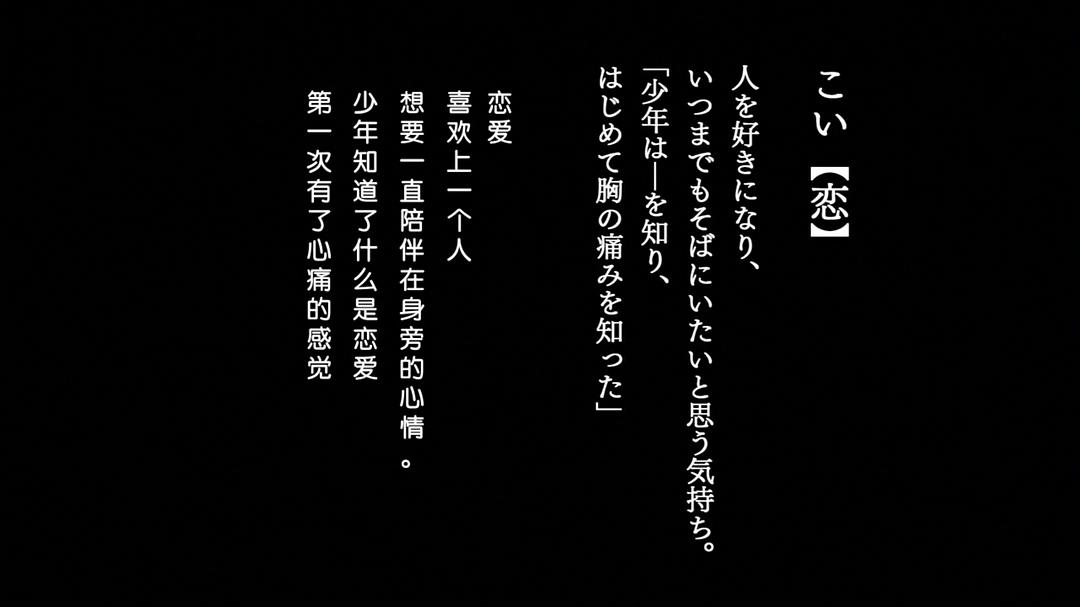 こい【恋】
人を好きになり、
いつまでもそばにいたいと思う気持ち。
「少年は―を知り、
はじめて胸の痛みを知った」
恋爱
喜欢上一个人
想要一直陪伴在身旁的心情。
少年知道了什么是恋爱
第一次有了心痛的感觉